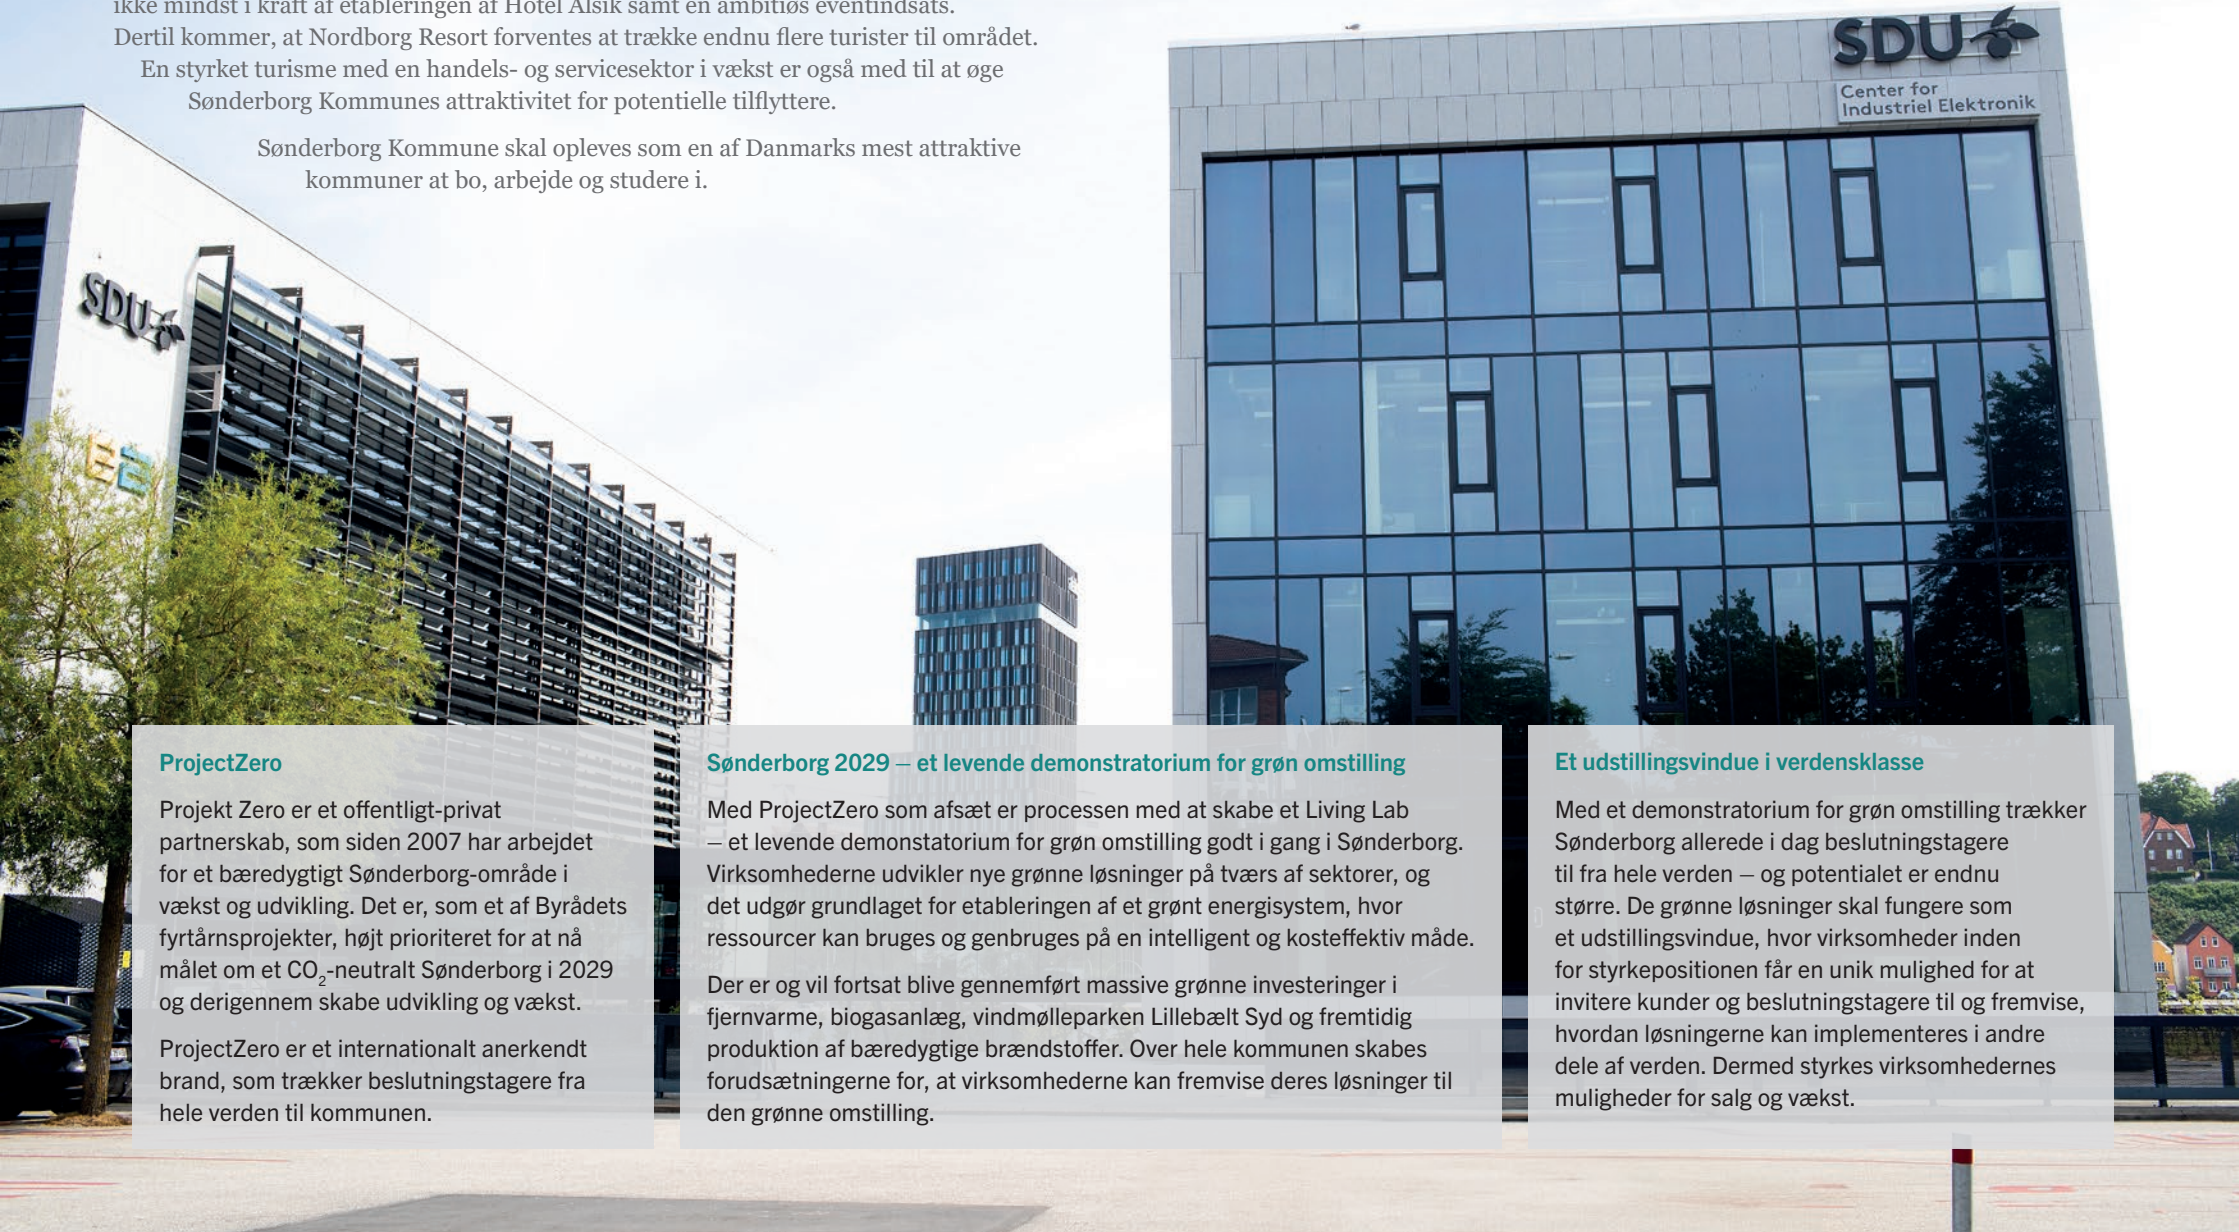 ikke mindst i kraft af etableringen af Hotel Alsik samt en ambitiøs eventindsats.
Dertil kommer, at Nordborg Resort forventes at trække endnu flere turister til området.
En styrket turisme med en handels- og servicesektor i vækst er også med til at øge
Sønderborg Kommunes attraktivitet for potentielle tilflyttere.
Sønderborg Kommune skal opleves som en af Danmarks mest attraktive
kommuner at bo, arbejde og studere i.
SDU
Center for
Industriel Elektronik
SDU
ProjectZero
Projekt Zero er et offentligt-privat
partnerskab, som siden 2007 har arbejdet
for et bæredygtigt Sønderborg-område i
vækst og udvikling. Det er, som et af Byrådets
fyrtårnsprojekter, højt prioriteret for at nå
målet om et CO2-neutralt Sønderborg i 2029
og derigennem skabe udvikling og vækst.
ProjectZero er et internationalt anerkendt
brand, som trækker beslutningstagere fra
hele verden til kommunen.
Sønderborg 2029 – et levende demonstratorium for grøn omstilling
Med ProjectZero som afsæt er processen med at skabe et Living Lab
– et levende demonstatorium for grøn omstilling godt i gang i Sønderborg.
Virksomhederne udvikler nye grønne løsninger på tværs af sektorer, og
det udgør grundlaget for etableringen af et grønt energisystem, hvor
ressourcer kan bruges og genbruges på en intelligent og kosteffektiv måde.
Der er og vil fortsat blive gennemført massive grønne investeringer i
fjernvarme, biogasanlæg, vindmølleparken Lillebælt Syd og fremtidig
produktion af bæredygtige brændstoffer. Over hele kommunen skabes
forudsætningerne for, at virksomhederne kan fremvise deres løsninger til
den grønne omstilling.
Et udstillingsvindue i verdensklasse
Med et demonstratorium for grøn omstilling trækker
Sønderborg allerede i dag beslutningstagere
til fra hele verden – og potentialet er endnu
større. De grønne løsninger skal fungere som
et udstillingsvindue, hvor virksomheder inden
for styrkepositionen får en unik mulighed for at
invitere kunder og beslutningstagere til og fremvise,
hvordan løsningerne kan implementeres i andre
dele af verden. Dermed styrkes virksomhedernes
muligheder for salg og vækst.